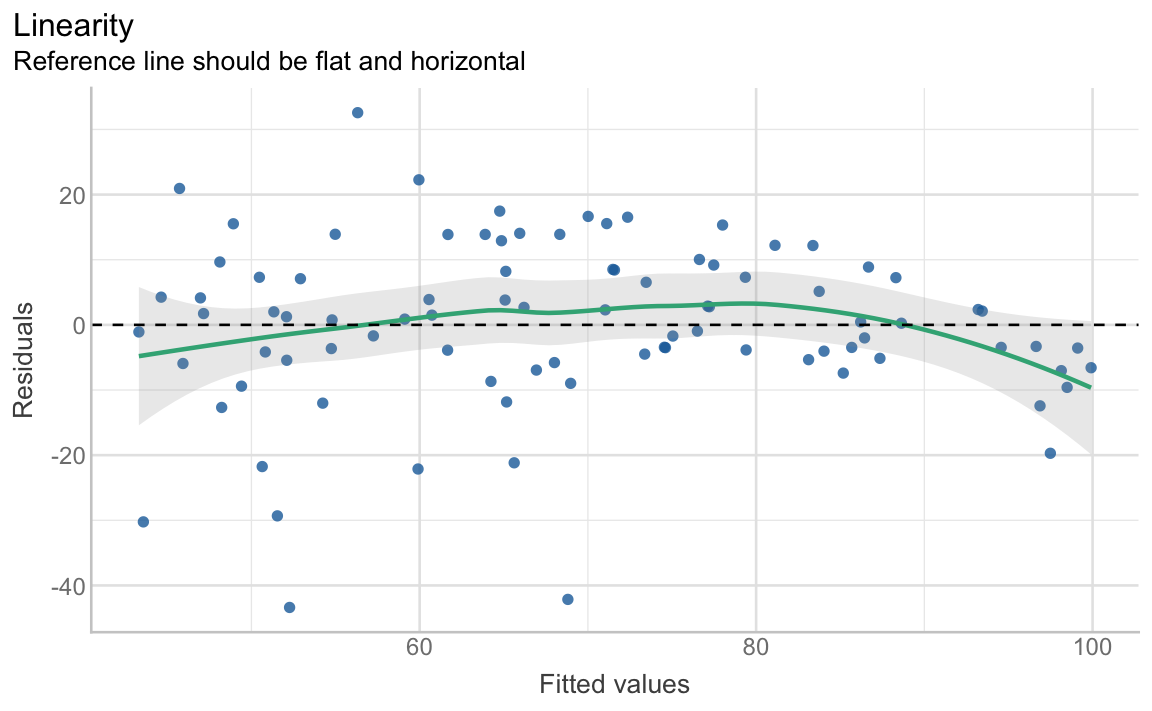 Linearity
Reference line should be flat and horizontal
Residuals
20
0
-20
-40
60
80
100
Fitted values